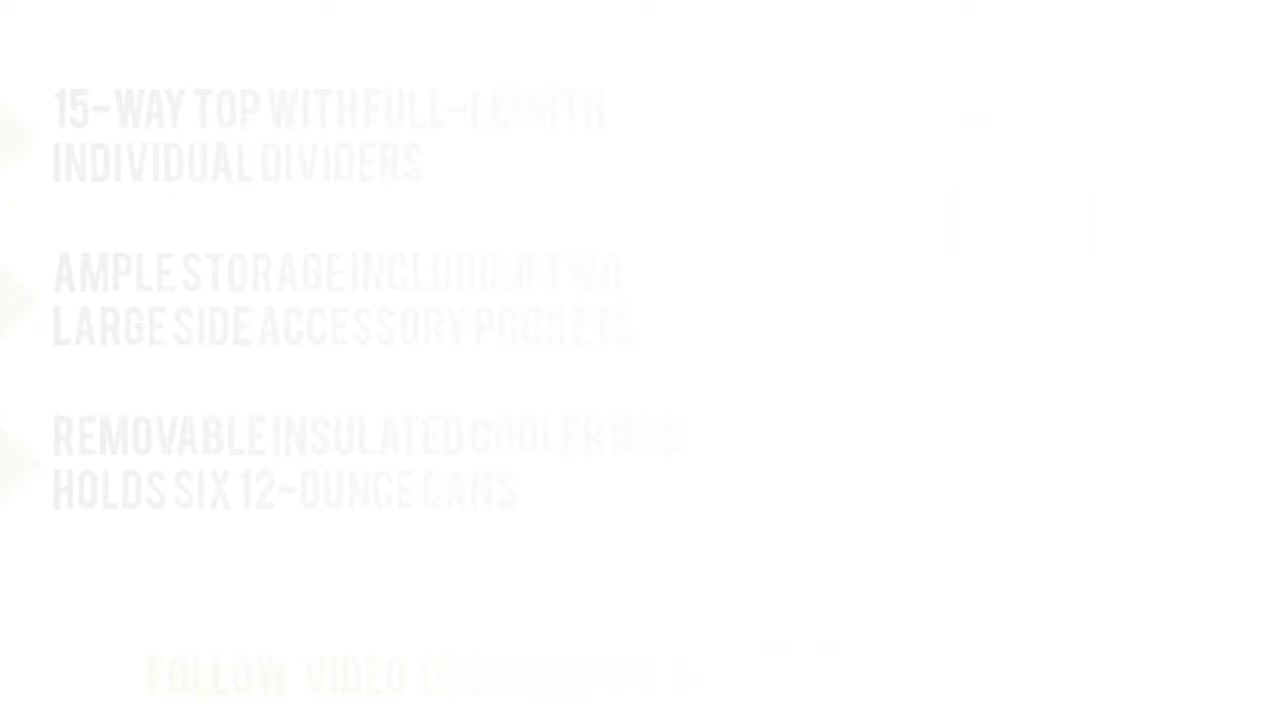 15-WAY TOP WITH FULL-LENGTH
INDIVIDUAL DIVIDERS
AMPLE STORAGE INCLUDING TWO
LARGE SIDE ACCESSORY POCKETS
REMOVABLE INSULATED COOLER BAG
HOLDS SIX 12-OUNCE CANS
FOLLOW VIDEO DESCRIPTION